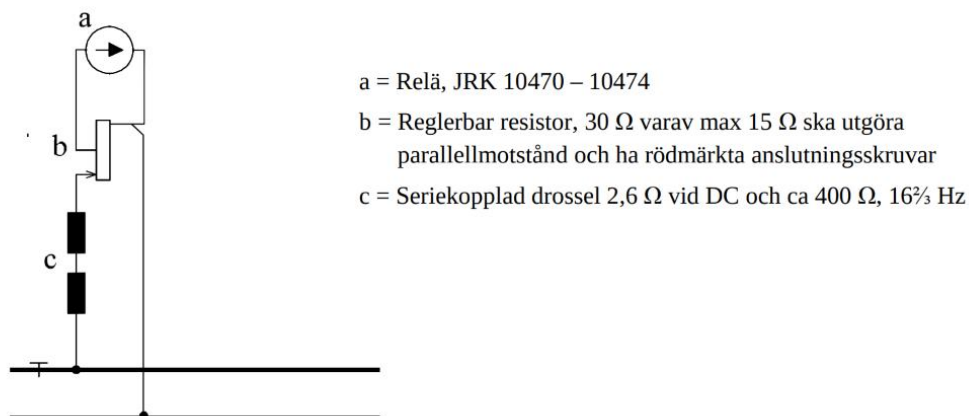 a
a = Relä, JRK 10470 – 10474
b = Reglerbar resistor, 30 Ω varav max 15 Ω ska utgöra
parallellmotstånd och ha rödmärkta anslutningsskruvar
b
c = Seriekopplad drossel 2,6 Ω vid DC och ca 400 Ω, 16⅔ Hz
c